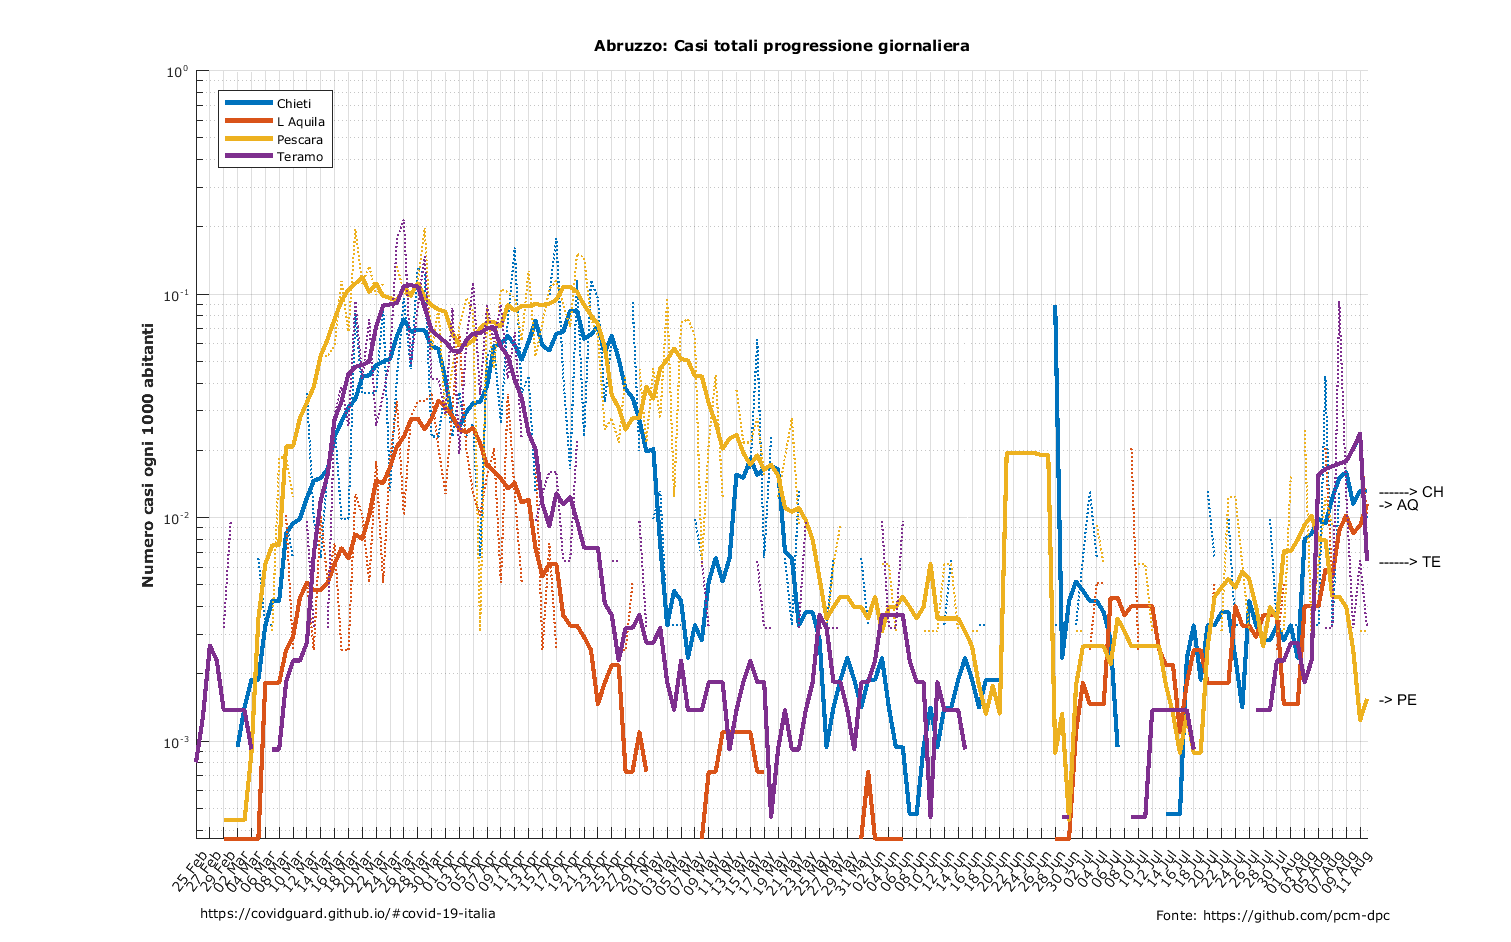 Abruzzo: Casi totali progressione giornaliera
10⁰
10⁻¹
10⁻²
10⁻³
Numero casi ogni 1000 abitanti
Chieti
L Aquila
Pescara
Teramo
------> CH
-> AQ
------> TE
-> PE
25 Feb
27 Feb
29 Feb
02 Mar
04 Mar
06 Mar
08 Mar
10 Mar
12 Mar
14 Mar
16 Mar
18 Mar
20 Mar
22 Mar
24 Mar
26 Mar
28 Mar
30 Mar
01 Apr
03 Apr
05 Apr
07 Apr
09 Apr
11 Apr
13 Apr
15 Apr
17 Apr
19 Apr
21 Apr
23 Apr
25 Apr
27 Apr
29 Apr
01 May
03 May
05 May
07 May
09 May
11 May
13 May
15 May
17 May
19 May
21 May
23 May
25 May
27 May
29 May
31 May
02 Jun
04 Jun
06 Jun
08 Jun
10 Jun
12 Jun
14 Jun
16 Jun
18 Jun
20 Jun
22 Jun
24 Jun
26 Jun
28 Jun
30 Jun
02 Jul
04 Jul
06 Jul
08 Jul
10 Jul
12 Jul
14 Jul
16 Jul
18 Jul
20 Jul
22 Jul
24 Jul
26 Jul
28 Jul
30 Jul
01 Aug
03 Aug
05 Aug
07 Aug
09 Aug
11 Aug
https://covidguard.github.io/#covid-19-italia
Fonte: https://github.com/pcm-dpc